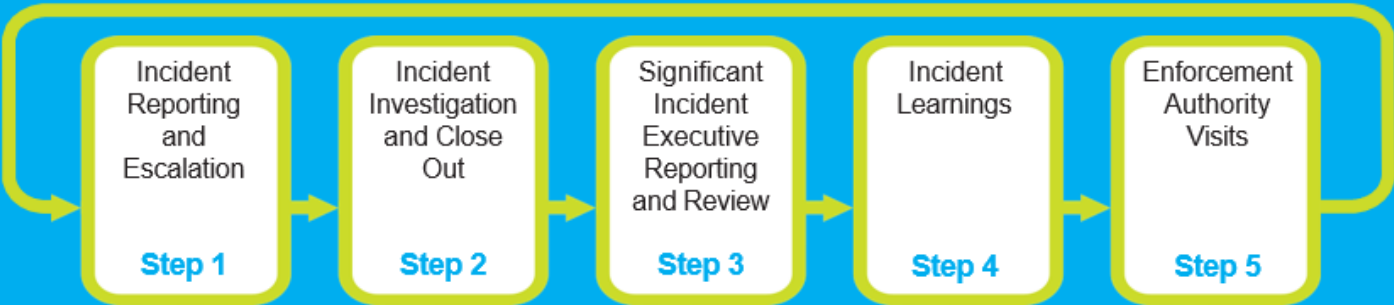 Incident
Reporting
and
Escalation
Step 1
Incident
Investigation
and Close
Out
Step 2
Significant
Incident
Executive
Reporting
and Review
Step 3
Incident
Learnings
Step 4
Enforcement
Authority
Visits
Step 5